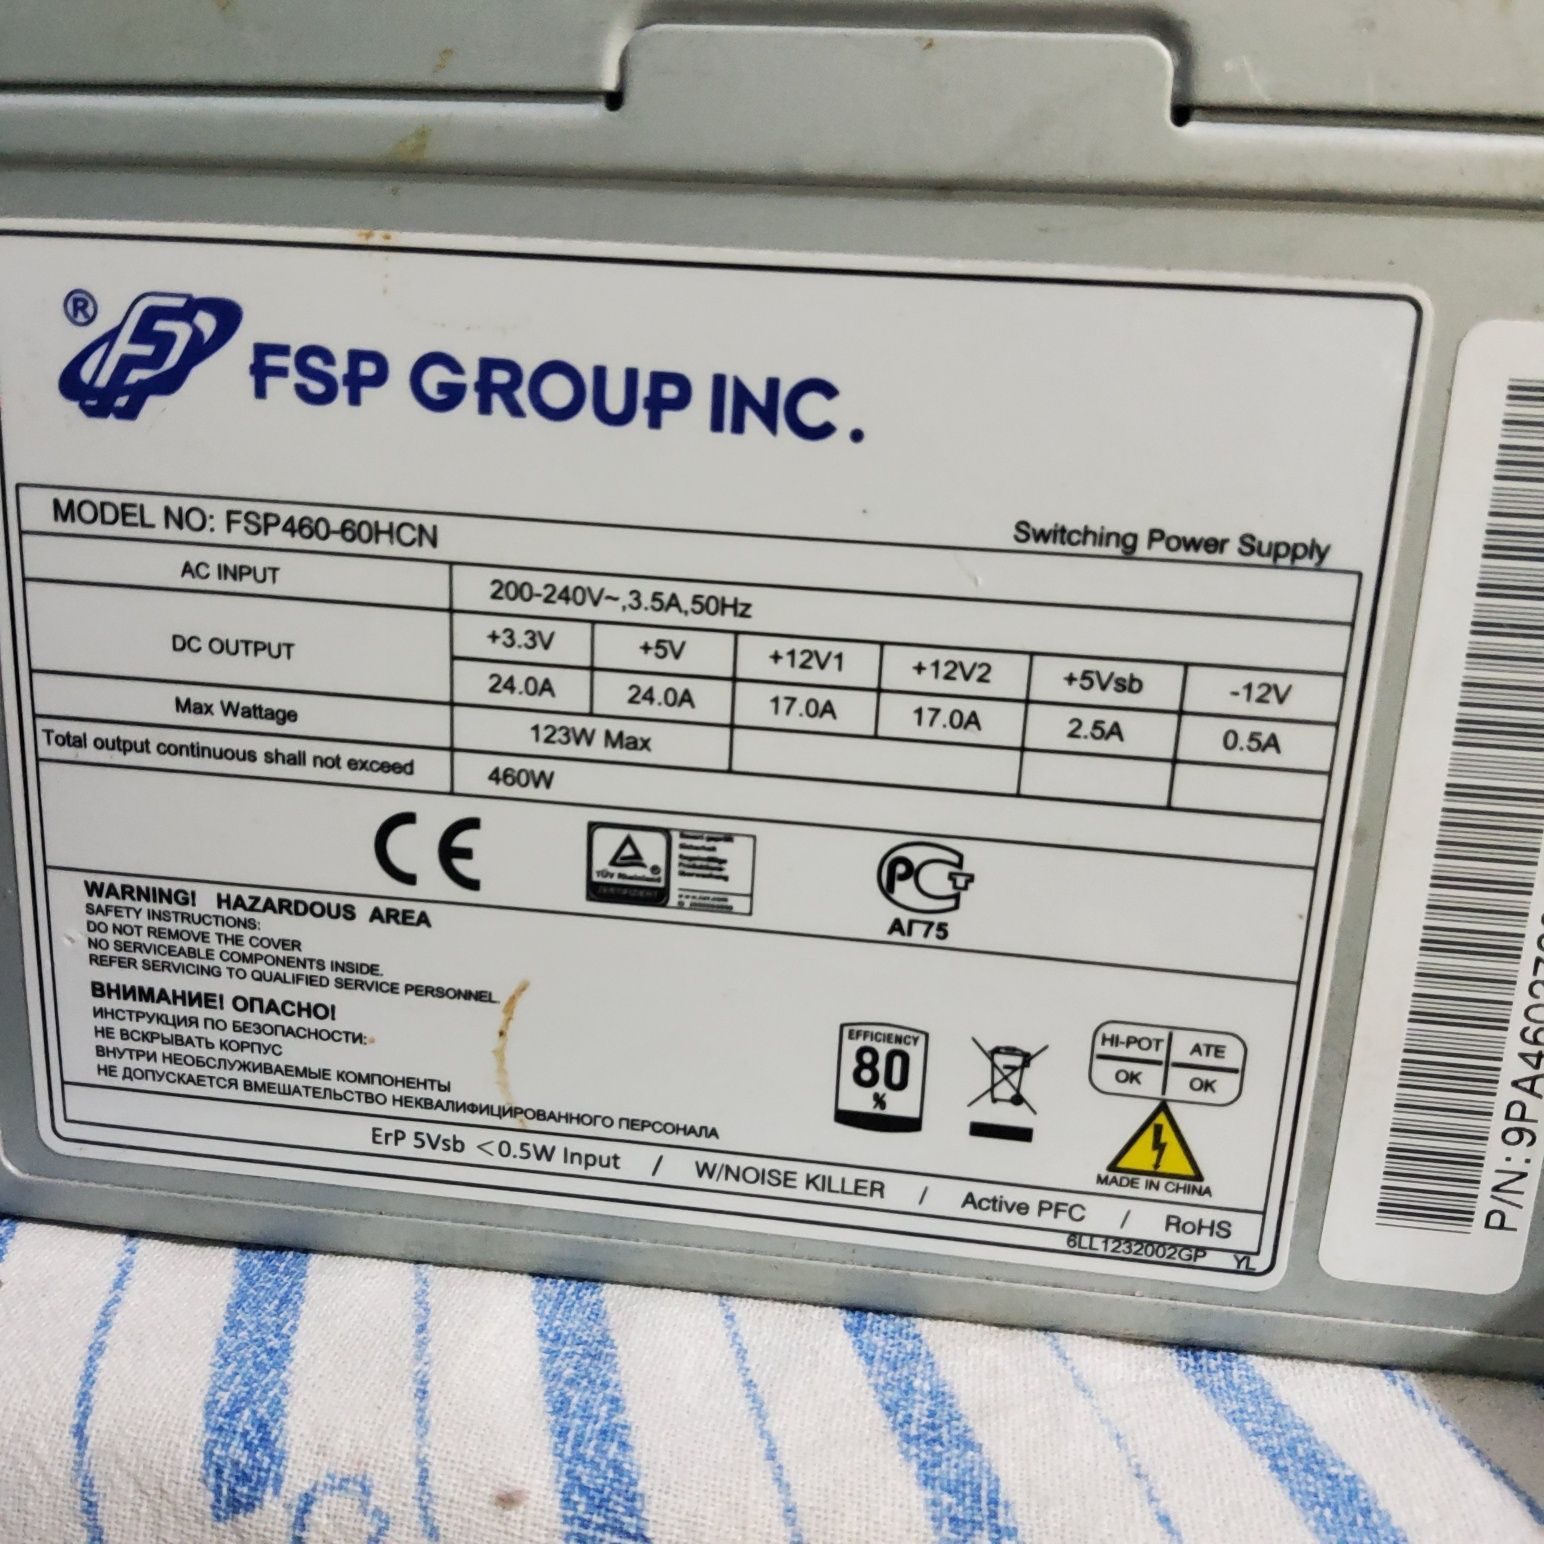 ® FSP GROUP INC.
MODEL NO: FSP460-60HCN
Switching Power Supply
AC INPUT 200-240V~,3.5A,50Hz
DC OUTPUT +3.3V +5V +12V1 +12V2 +5Vsb -12V
24.0A 24.0A 17.0A 17.0A 2.5A 0.5A
Max Wattage 123W Max
Total output continuous shall not exceed 460W
CE
TÜV Rheinland
ZERTIFIZIERT
РСТ
АГ75
WARNING! HAZARDOUS AREA
SAFETY INSTRUCTIONS:
DO NOT REMOVE THE COVER
NO SERVICEABLE COMPONENTS INSIDE.
REFER SERVICING TO QUALIFIED SERVICE PERSONNEL.
ВНИМАНИЕ! ОПАСНО!
ИНСТРУКЦИЯ ПО БЕЗОПАСНОСТИ:
НЕ ВСКРЫВАТЬ КОРПУС
ВНУТРИ НЕОБСЛУЖИВАЕМЫЕ КОМПОНЕНТЫ
НЕ ДОПУСКАЕТСЯ ВМЕШАТЕЛЬСТВО НЕКВАЛИФИЦИРОВАННОГО ПЕРСОНАЛА
EFFICIENCY
80
%
HI-POT ATE
OK OK
MADE IN CHINA
ErP 5Vsb <0.5W Input / W/NOISE KILLER / Active PFC / RoHS
6LL1232002GP YL
P/N: